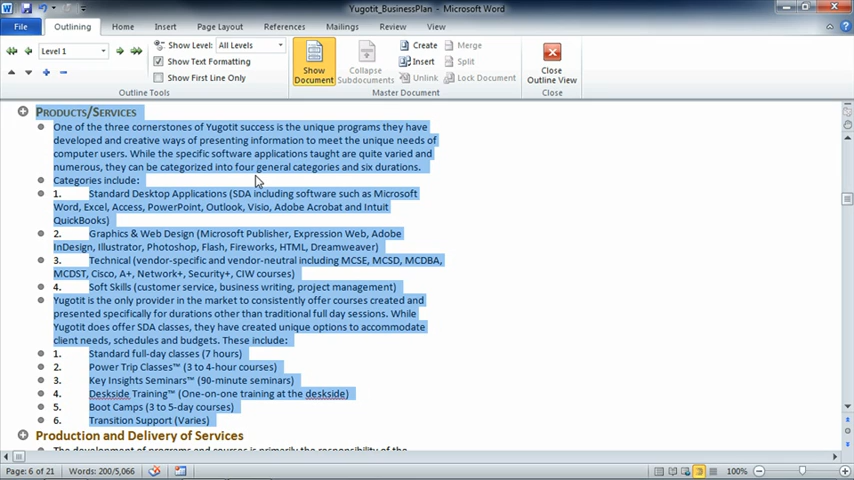 Yugotit_BusinessPlan - Microsoft Word
File Outlining Home Insert Page Layout References Mailings Review View
Level 1
Show Level: All Levels
Show Text Formatting
Show First Line Only
Outline Tools
Show Document
Collapse Subdocuments
Create
Insert
Unlink
Merge
Split
Lock Document
Master Document
Close Outline View
PRODUCTS/SERVICES
One of the three cornerstones of Yugotit success is the unique programs they have
developed and creative ways of presenting information to meet the unique needs of
computer users. While the specific software applications taught are quite varied and
numerous, they can be categorized into four general categories and six durations.
Categories include:
1. Standard Desktop Applications (SDA including software such as Microsoft
Word, Excel, Access, PowerPoint, Outlook, Visio, Adobe Acrobat and Intuit
QuickBooks)
2. Graphics & Web Design (Microsoft Publisher, Expression Web, Adobe
InDesign, Illustrator, Photoshop, Flash, Fireworks, HTML, Dreamweaver)
3. Technical (vendor-specific and vendor-neutral including MCSE, MCSD, MCDBA,
MCDST, Cisco, A+, Network+, Security+, CIW courses)
4. Soft Skills (customer service, business writing, project management)
Yugotit is the only provider in the market to consistently offer courses created and
presented specifically for durations other than traditional full day sessions. While
Yugotit does offer SDA classes, they have created unique options to accommodate
client needs, schedules and budgets. These include:
1. Standard full-day classes (7 hours)
2. Power Trip Classes™ (3 to 4-hour courses)
3. Key Insights Seminars™ (90-minute seminars)
4. Deskside Training™ (One-on-one training at the deskside)
5. Boot Camps (3 to 5-day courses)
6. Transition Support (Varies)
Production and Delivery of Services
The development of programs and courses is primarily the responsibility of the
Page: 6 of 21 Words: 200/5,066 100%